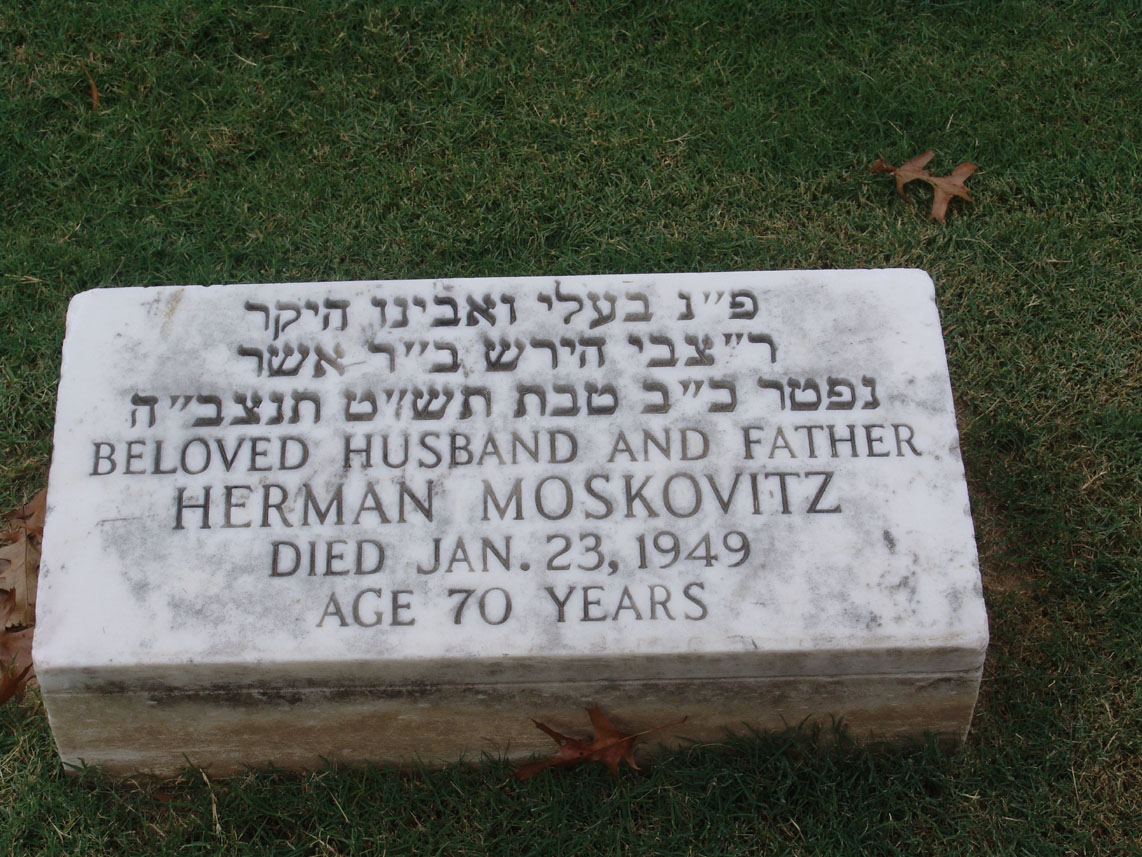 פ״נ בעלי ואבינו היקר
ר״צבי הירש ב״ר אשר
נפטר כ״ב טבת תש״ט תנצב״ה
BELOVED HUSBAND AND FATHER
HERMAN MOSKOVITZ
DIED JAN. 23, 1949
AGE 70 YEARS